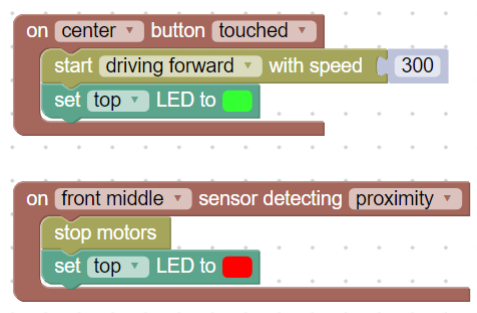 on center button touched
start driving forward with speed 300
set top LED to
on front middle sensor detecting proximity
stop motors
set top LED to